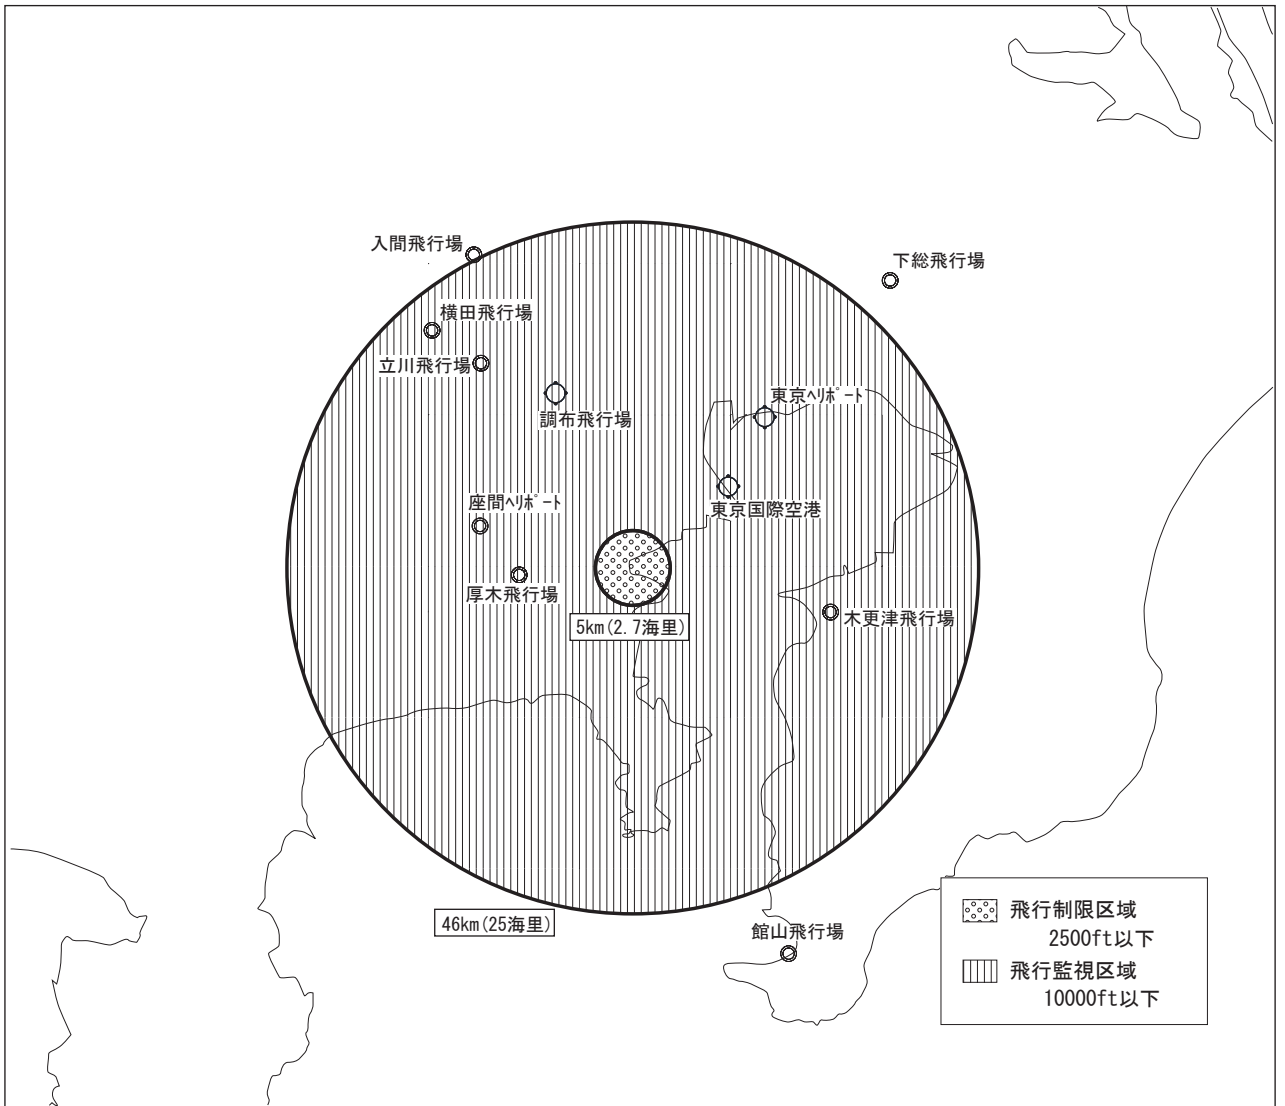 入間飛行場
下総飛行場
横田飛行場
立川飛行場
調布飛行場
東京ﾍﾘﾎﾟｰﾄ
座間ﾍﾘﾎﾟｰﾄ
東京国際空港
厚木飛行場
木更津飛行場
5km(2.7海里)
46km(25海里)
館山飛行場
飛行制限区域
2500ft以下
飛行監視区域
10000ft以下